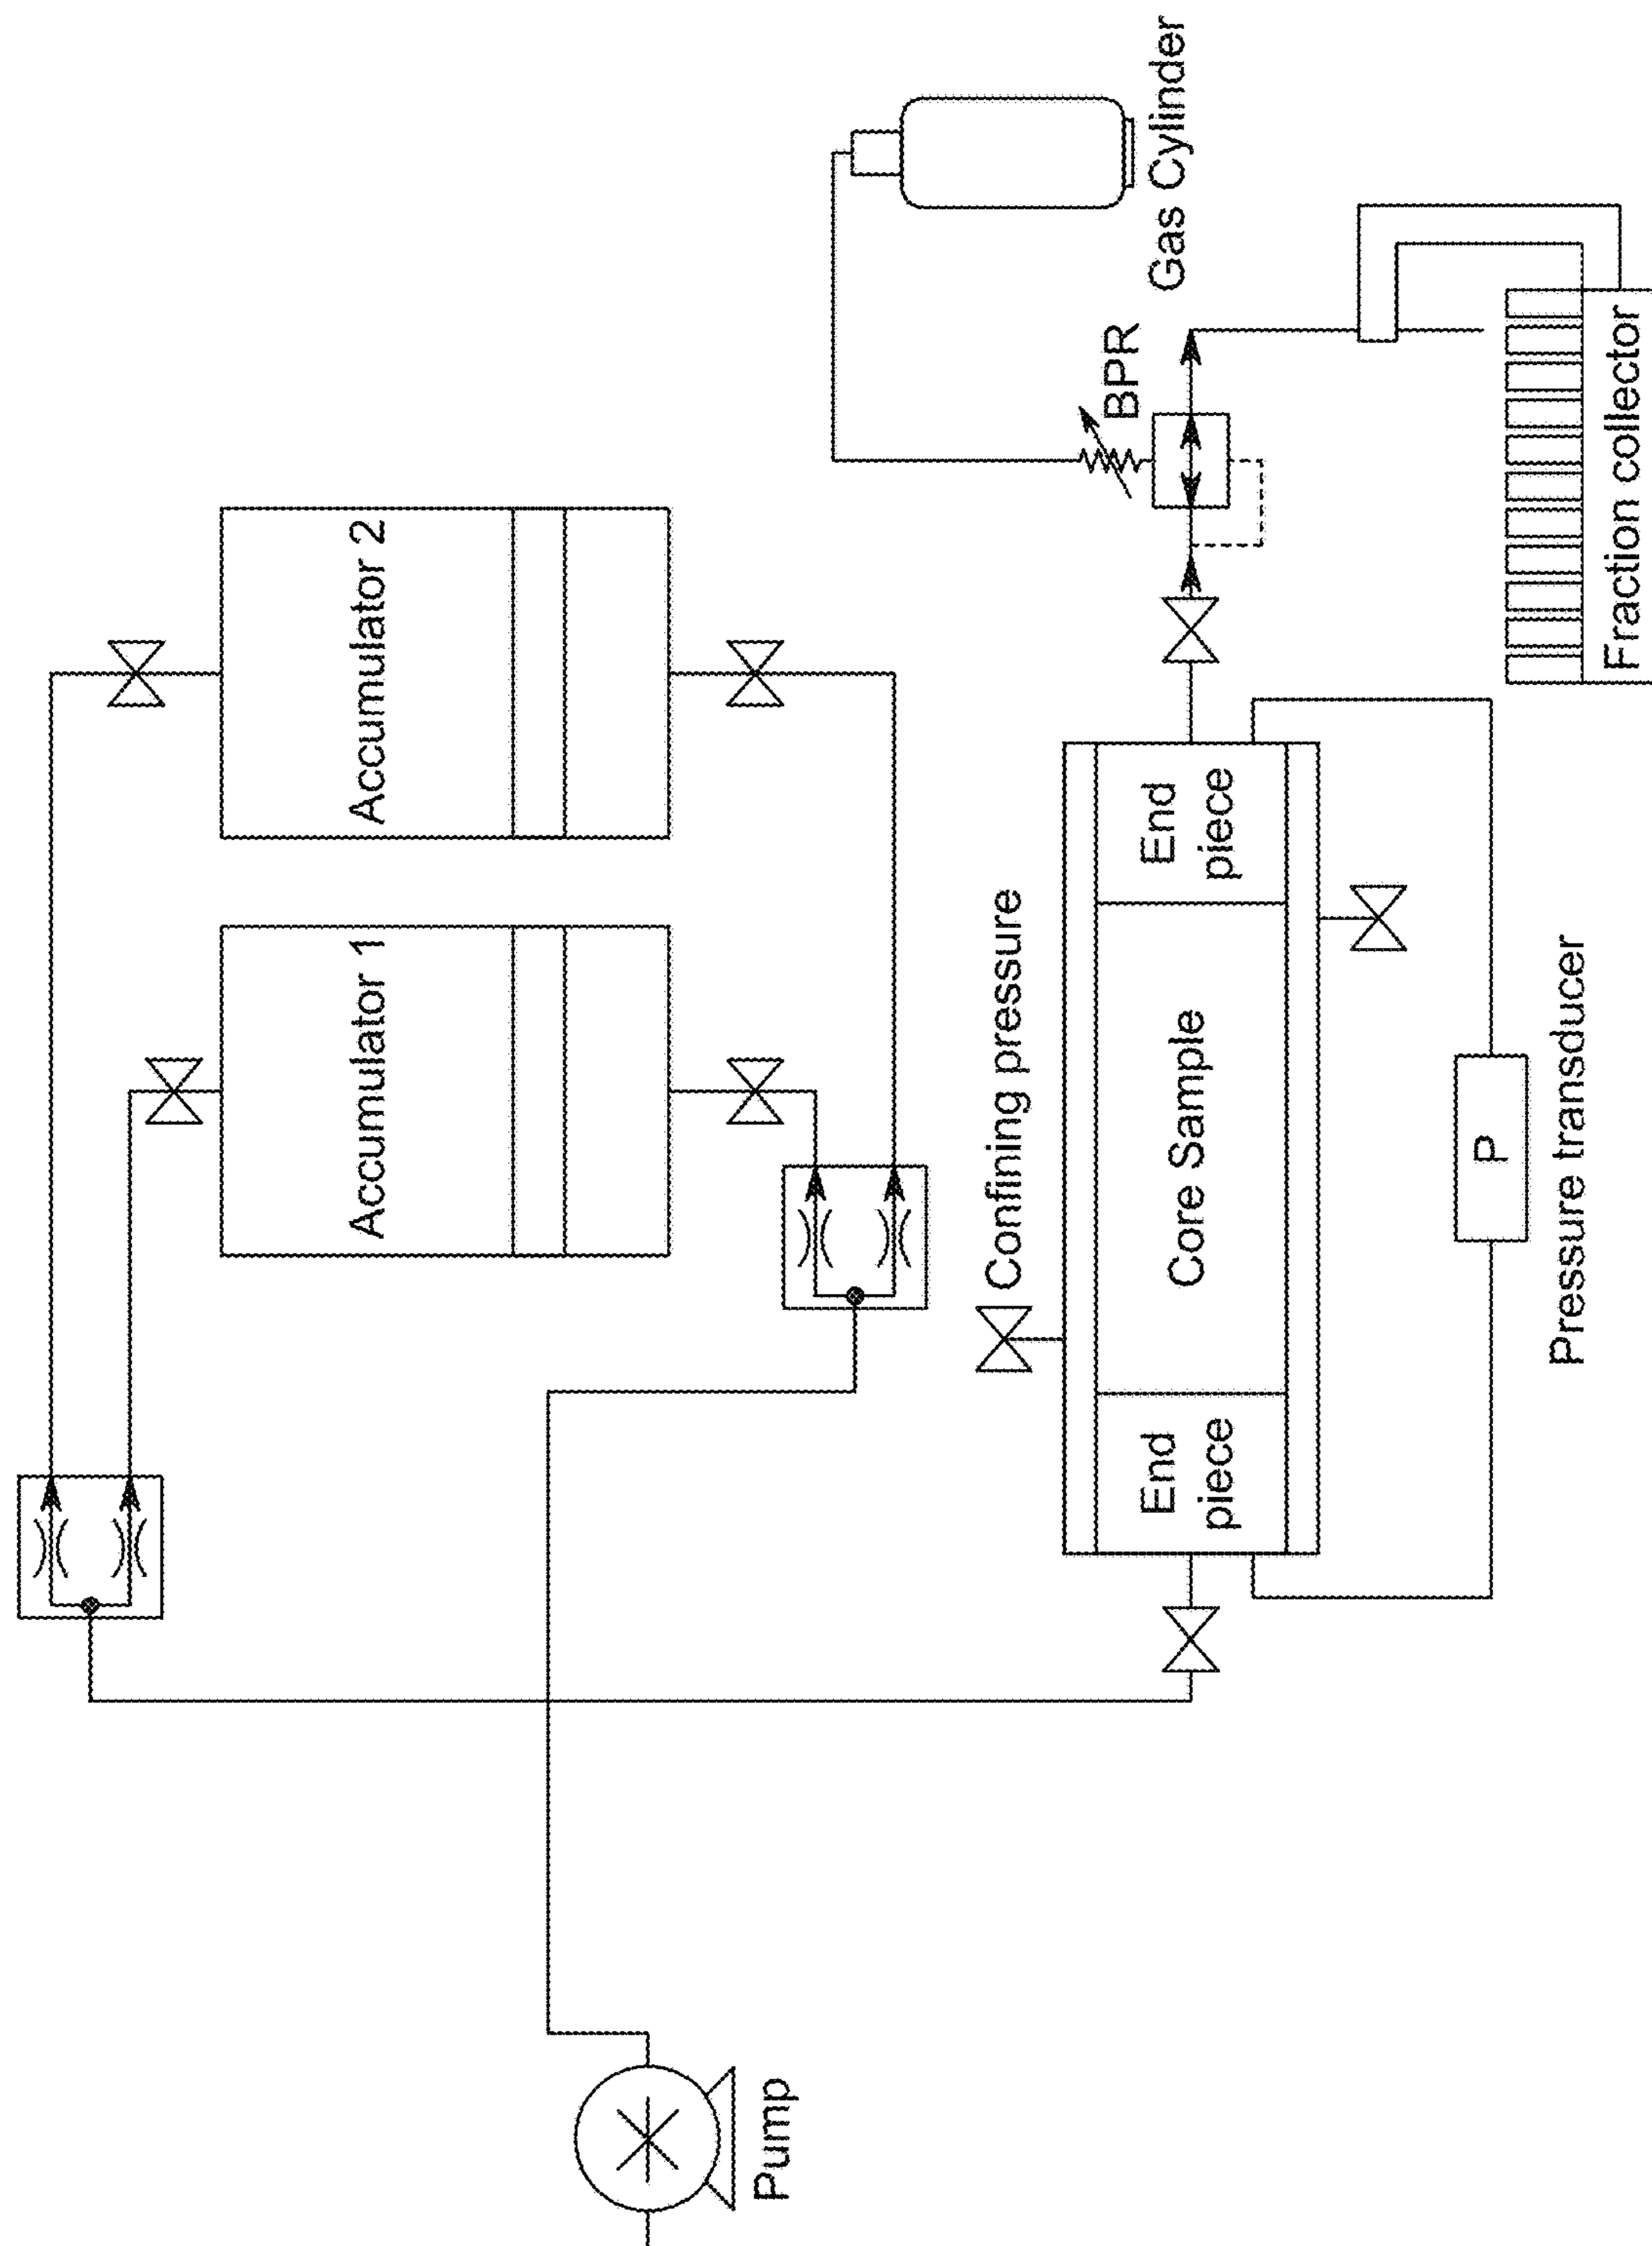 Accumulator 1
Accumulator 2
Pump
Confining pressure
BPR
Gas Cylinder
End
piece
Core Sample
End
piece
P
Pressure transducer
Fraction collector